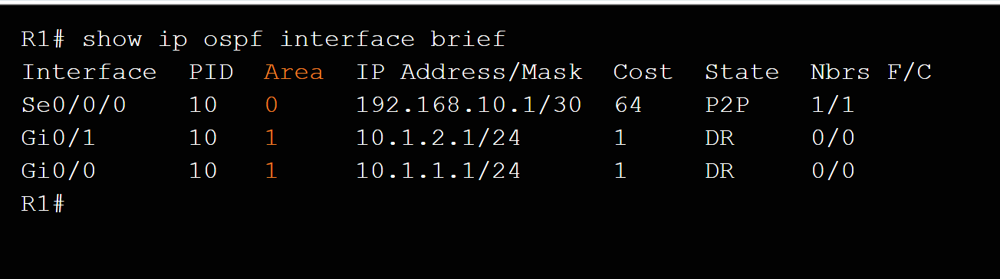 R1# show ip ospf interface brief
Interface PID Area IP Address/Mask Cost State Nbrs F/C
Se0/0/0 10 0 192.168.10.1/30 64 P2P 1/1
Gi0/1 10 1 10.1.2.1/24 1 DR 0/0
Gi0/0 10 1 10.1.1.1/24 1 DR 0/0
R1#